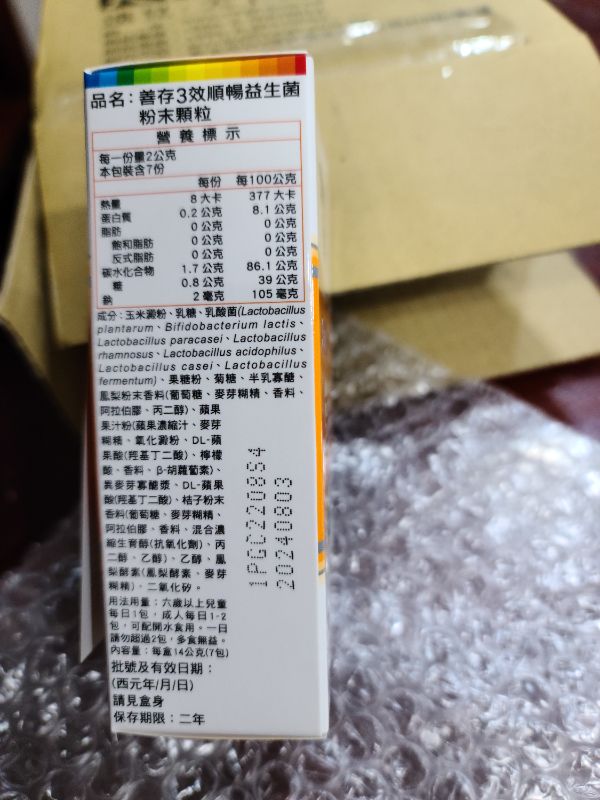 品名：善存3效順暢益生菌
粉末顆粒
營養標示
每一份量2公克
本包裝含7份
每份 每100公克
熱量 8大卡 377大卡
蛋白質 0.2公克 8.1公克
脂肪 0公克 0公克
飽和脂肪 0公克 0公克
反式脂肪 0公克 0公克
碳水化合物 1.7公克 86.1公克
糖 0.8公克 39公克
鈉 2毫克 105毫克
成分：玉米澱粉、乳糖、乳酸菌(Lactobacillus
plantarum、Bifidobacterium lactis、
Lactobacillus paracasei、Lactobacillus
rhamnosus、Lactobacillus acidophilus、
Lactobacillus casei、Lactobacillus
fermentum)、果糖粉、菊糖、半乳寡醣、
鳳梨粉末香料(葡萄糖、麥芽糊精、香料、
阿拉伯膠、丙二醇)、蘋果
果汁粉(蘋果濃縮汁、麥芽
糊精、氧化澱粉、DL-蘋
果酸(羥基丁二酸)、檸檬
酸、香料、β-胡蘿蔔素)、
異麥芽寡醣漿、DL-蘋果
酸(羥基丁二酸)、桔子粉末
香料(葡萄糖、麥芽糊精、
阿拉伯膠、香料、混合濃
縮生育醇(抗氧化劑)、丙
二醇、乙醇)、乙醇、鳳
梨酵素(鳳梨酵素、麥芽
糊精)、二氧化矽。
用法用量：六歲以上兒童
每日1包，成人每日1-2
包，可配開水食用。一日
請勿超過2包，多食無益。
內容量：每盒14公克(7包)
批號及有效日期：
(西元年/月/日)
請見盒身
保存期限：二年
1PGC220854
20240803